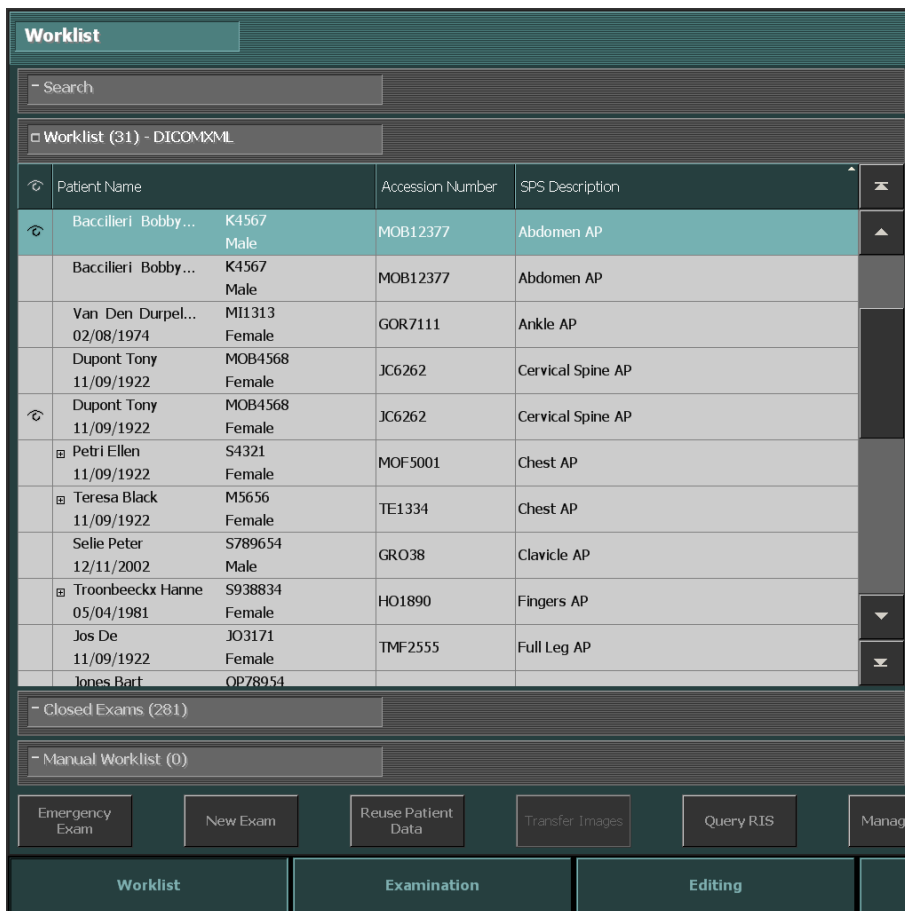 Worklist
Search
Worklist (31) - DICOMXML
Patient Name Accession Number SPS Description
Baccilieri Bobby... K4567 Male MOB12377 Abdomen AP
Baccilieri Bobby... K4567 Male MOB12377 Abdomen AP
Van Den Durpel... MI1313
02/08/1974 Female GOR7111 Ankle AP
Dupont Tony MOB4568
11/09/1922 Female JC6262 Cervical Spine AP
Dupont Tony MOB4568
11/09/1922 Female JC6262 Cervical Spine AP
Petri Ellen S4321
11/09/1922 Female MOF5001 Chest AP
Teresa Black M5656
11/09/1922 Female TE1334 Chest AP
Selie Peter S789654
12/11/2002 Male GRO38 Clavicle AP
Troonbeeckx Hanne S938834
05/04/1981 Female HO1890 Fingers AP
Jos De JO3171
11/09/1922 Female TMF2555 Full Leg AP
Jones Bart OP78954
Closed Exams (281)
Manual Worklist (0)
Emergency Exam New Exam Reuse Patient Data Transfer Images Query RIS Manag
Worklist Examination Editing